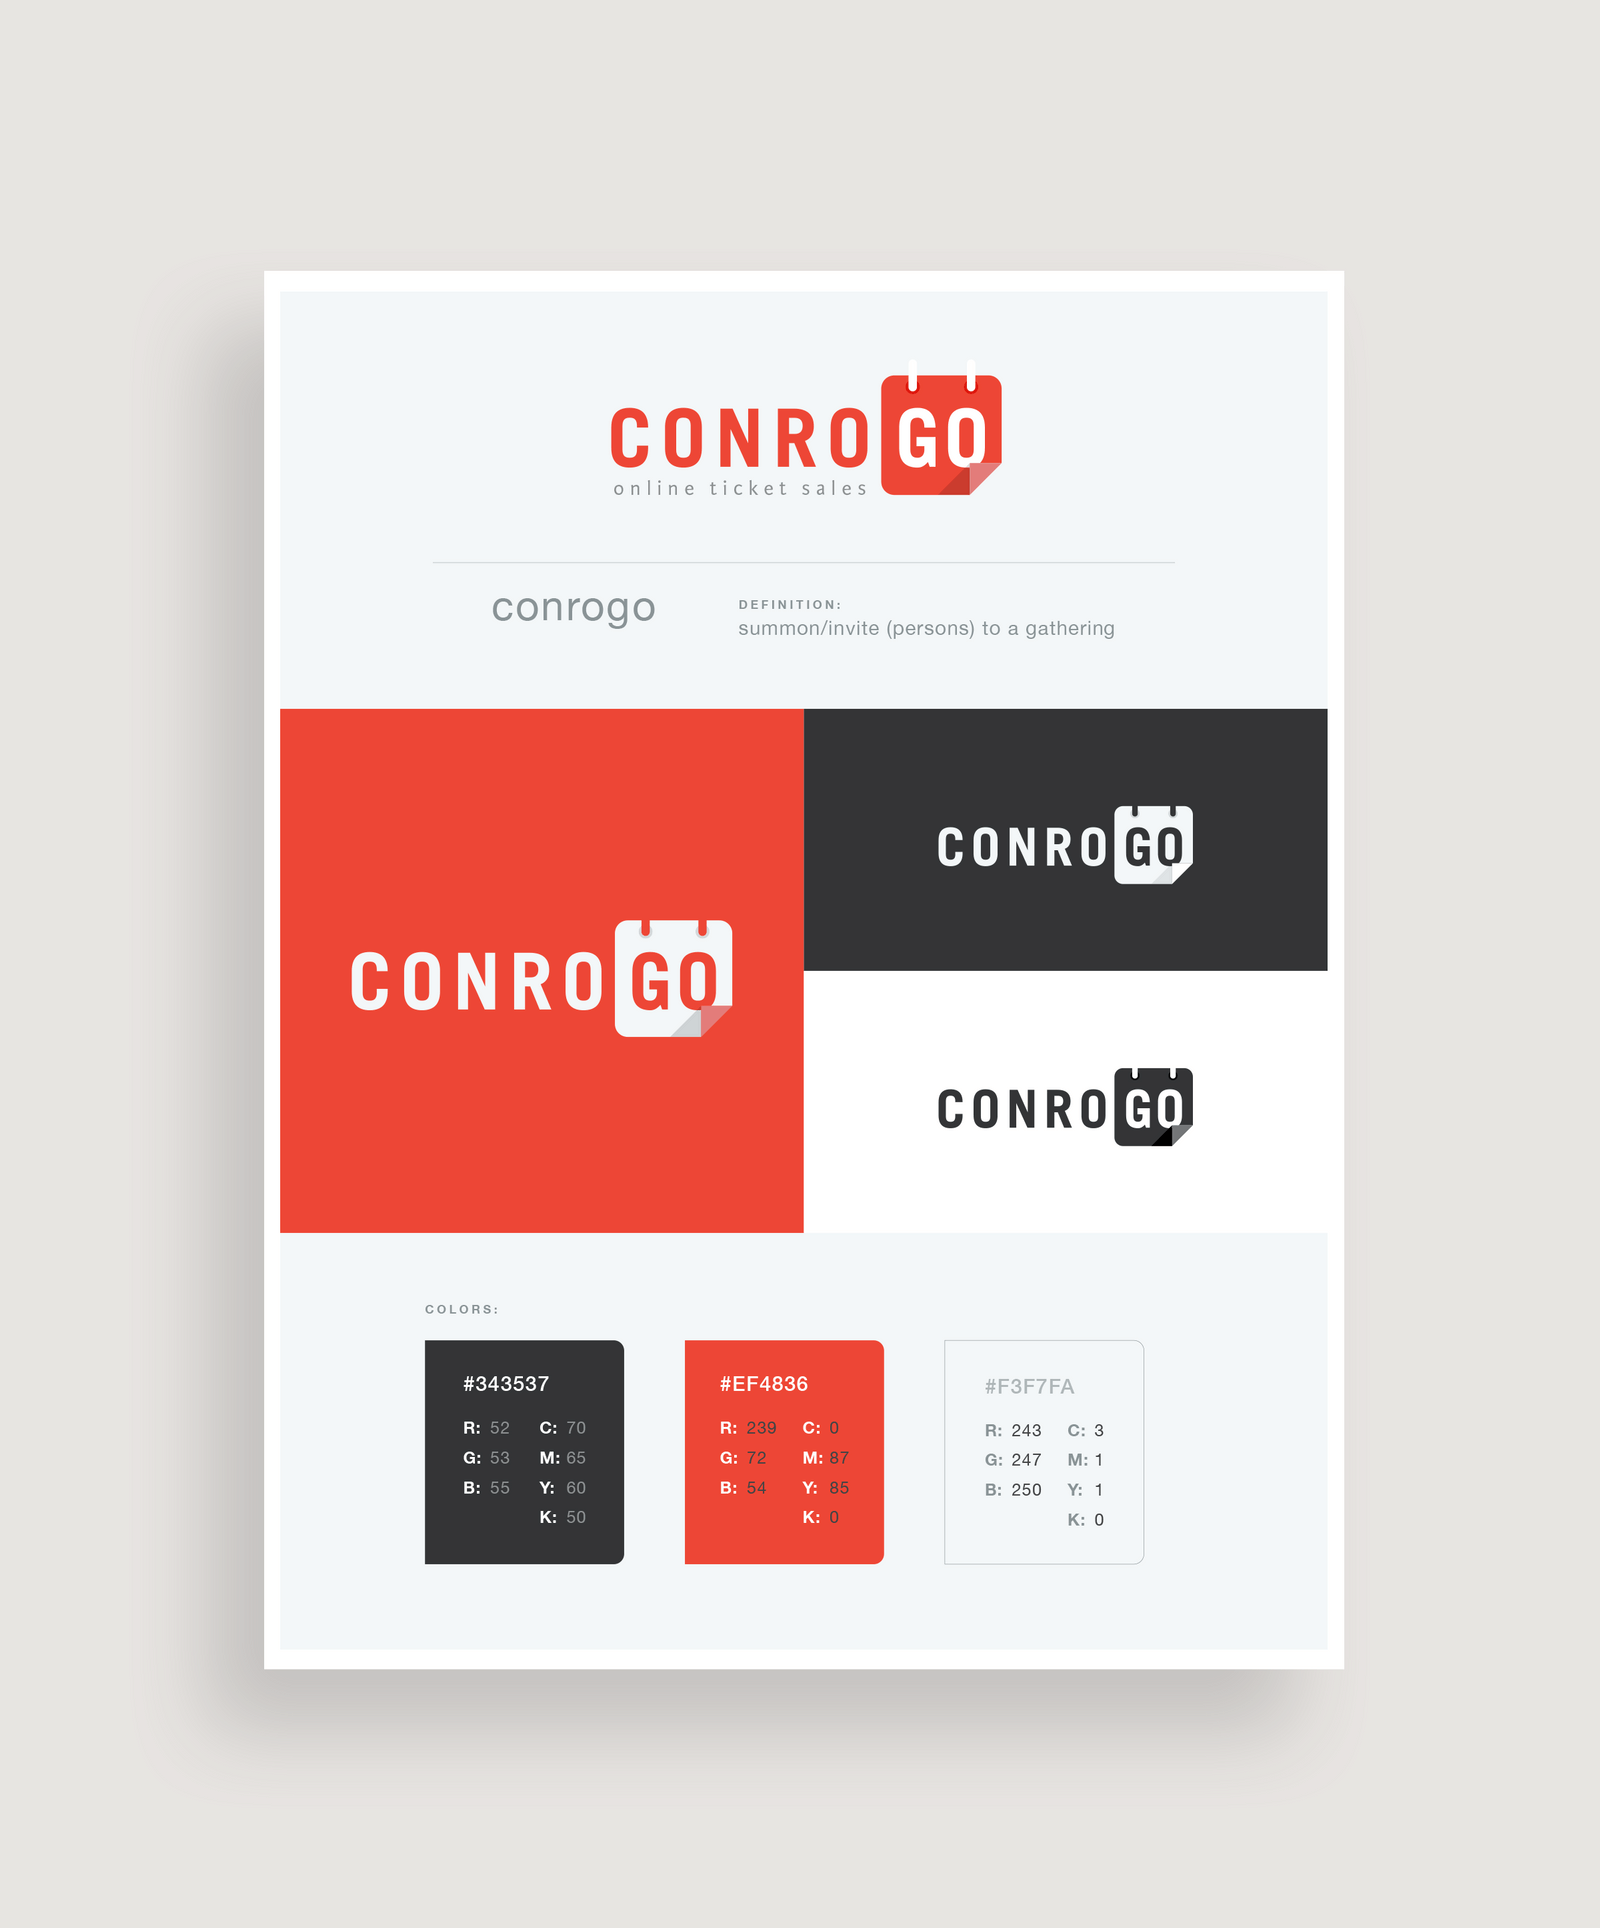 CONROGO
online ticket sales
conrogo
DEFINITION:
summon/invite (persons) to a gathering
CONROGO
CONROGO
CONROGO
COLORS:
#343537
R: 52 C: 70
G: 53 M: 65
B: 55 Y: 60
K: 50
#EF4836
R: 239 C: 0
G: 72 M: 87
B: 54 Y: 85
K: 0
#F3F7FA
R: 243 C: 3
G: 247 M: 1
B: 250 Y: 1
K: 0